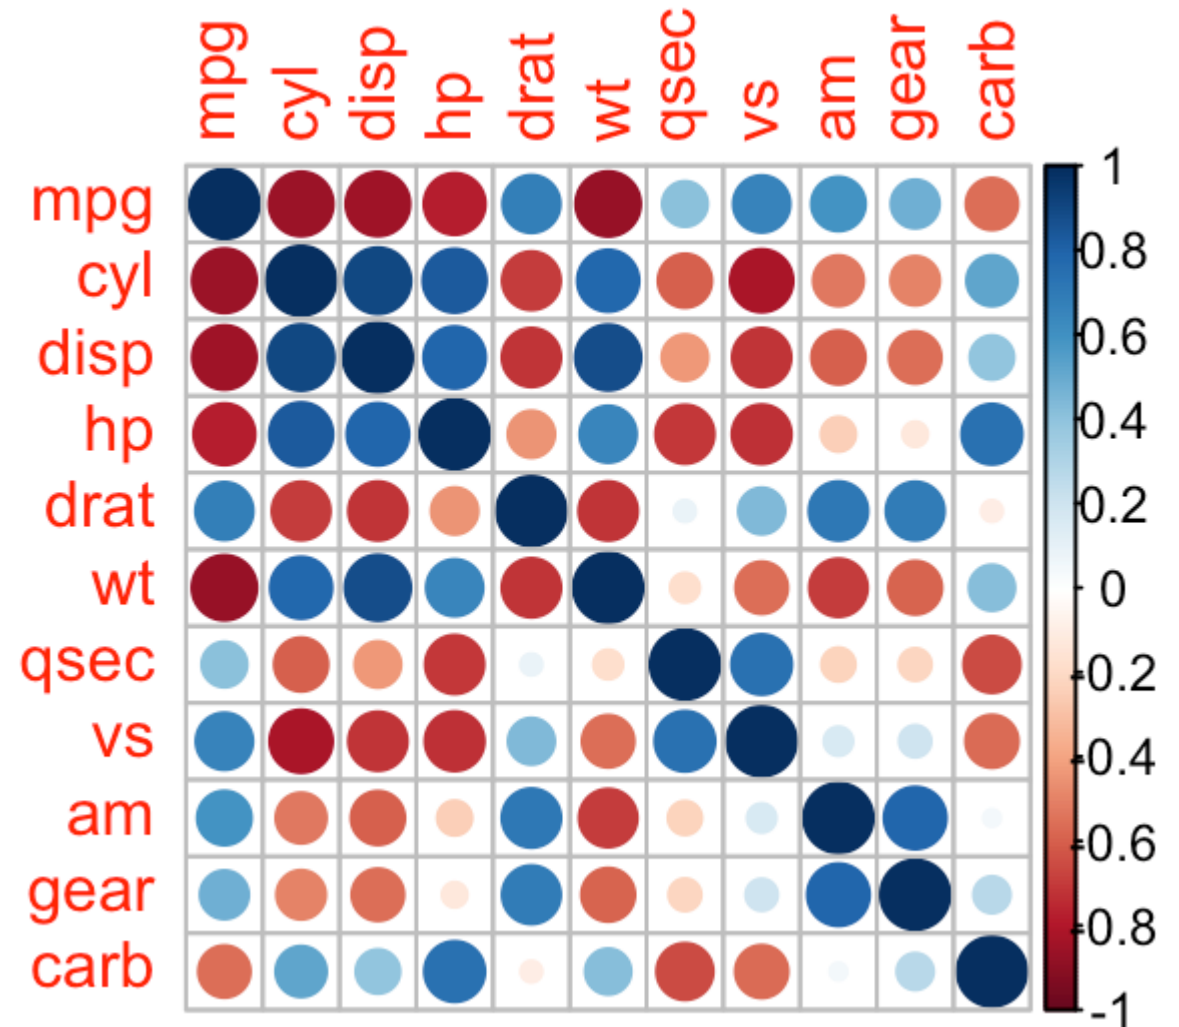 mpg cyl disp hp drat wt qsec vs am gear carb
mpg
cyl
disp
hp
drat
wt
qsec
vs
am
gear
carb
1
0.8
0.6
0.4
0.2
0
-0.2
-0.4
-0.6
-0.8
-1